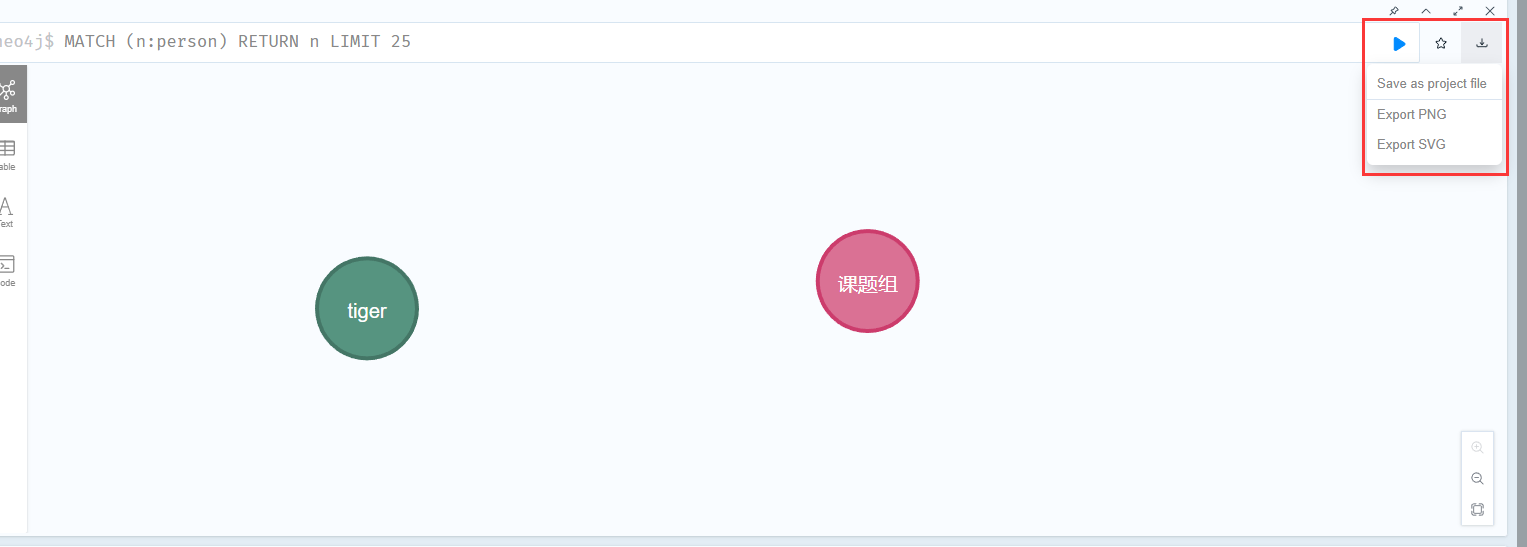 neo4j$ MATCH (n:person) RETURN n LIMIT 25
Save as project file
Export PNG
Export SVG
raph
able
Text
ode
tiger
课题组